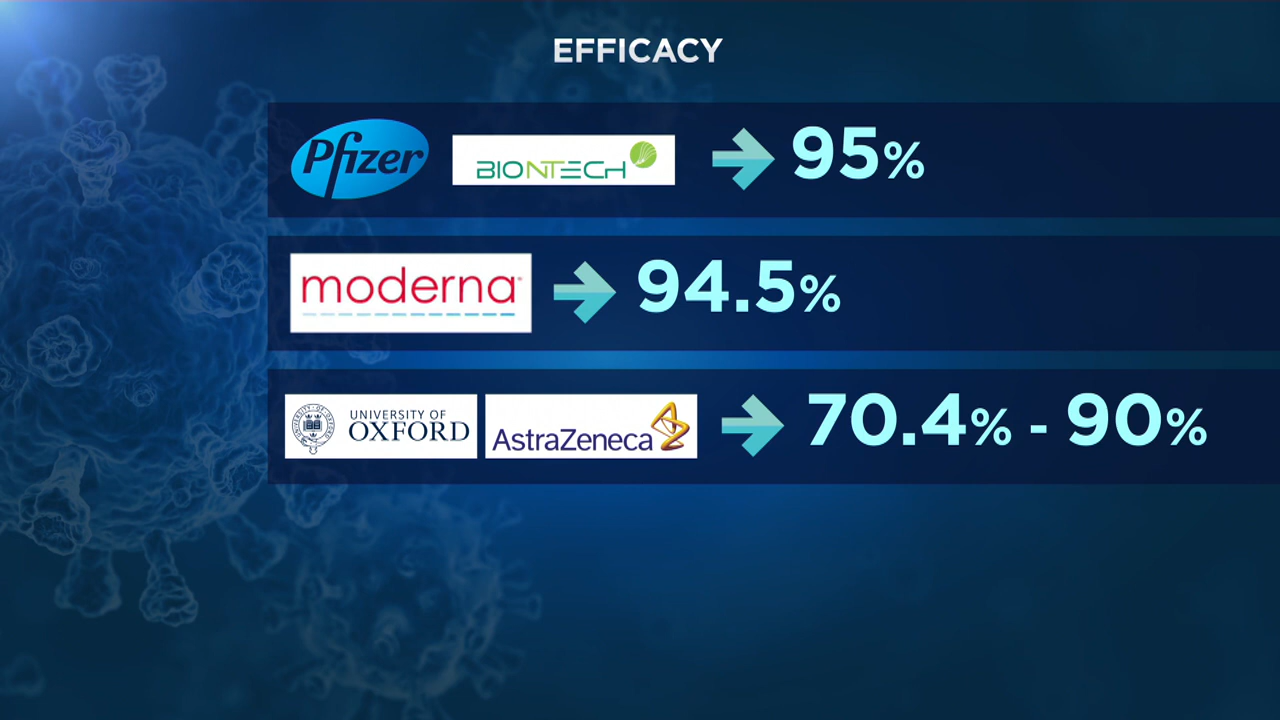 EFFICACY
Pfizer BIONTECH 95%
moderna 94.5%
UNIVERSITY OF
OXFORD AstraZeneca 70.4% - 90%